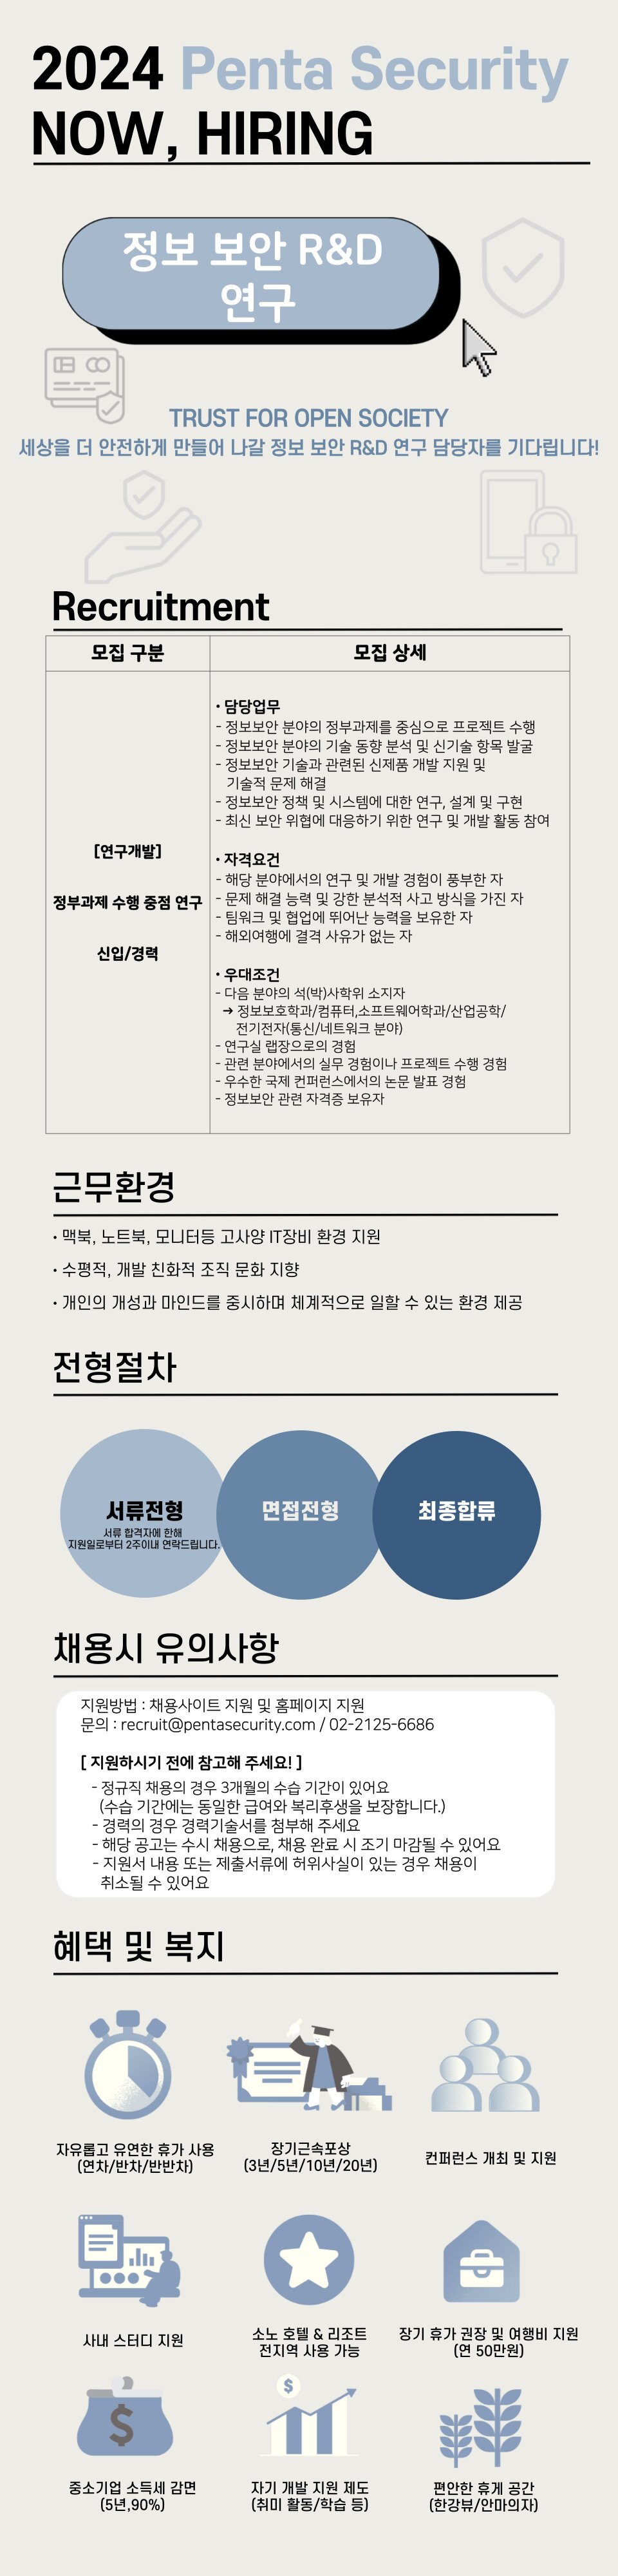 2024 Penta Security
NOW, HIRING
정보 보안 R&D
연구
TRUST FOR OPEN SOCIETY
세상을 더 안전하게 만들어 나갈 정보 보안 R&D 연구 담당자를 기다립니다!
Recruitment
모집 구분
모집 상세
[연구개발]
정부과제 수행 중점 연구
신입/경력
• 담당업무
- 정보보안 분야의 정부과제를 중심으로 프로젝트 수행
- 정보보안 분야의 기술 동향 분석 및 신기술 항목 발굴
- 정보보안 기술과 관련된 신제품 개발 지원 및
기술적 문제 해결
- 정보보안 정책 및 시스템에 대한 연구, 설계 및 구현
- 최신 보안 위협에 대응하기 위한 연구 및 개발 활동 참여
• 자격요건
- 해당 분야에서의 연구 및 개발 경험이 풍부한 자
- 문제 해결 능력 및 강한 분석적 사고 방식을 가진 자
- 팀워크 및 협업에 뛰어난 능력을 보유한 자
- 해외여행에 결격 사유가 없는 자
• 우대조건
- 다음 분야의 석(박)사학위 소지자
→ 정보보호학과/컴퓨터,소프트웨어학과/산업공학/
전기전자(통신/네트워크 분야)
- 연구실 랩장으로의 경험
- 관련 분야에서의 실무 경험이나 프로젝트 수행 경험
- 우수한 국제 컨퍼런스에서의 논문 발표 경험
- 정보보안 관련 자격증 보유자
근무환경
• 맥북, 노트북, 모니터등 고사양 IT장비 환경 지원
• 수평적, 개발 친화적 조직 문화 지향
• 개인의 개성과 마인드를 중시하며 체계적으로 일할 수 있는 환경 제공
전형절차
서류전형
서류 합격자에 한해
지원일로부터 2주이내 연락드립니다.
면접전형
최종합류
채용시 유의사항
지원방법 : 채용사이트 지원 및 홈페이지 지원
문의 : recruit@pentasecurity.com / 02-2125-6686
[ 지원하시기 전에 참고해 주세요! ]
- 정규직 채용의 경우 3개월의 수습 기간이 있어요
(수습 기간에는 동일한 급여와 복리후생을 보장합니다.)
- 경력의 경우 경력기술서를 첨부해 주세요
- 해당 공고는 수시 채용으로, 채용 완료 시 조기 마감될 수 있어요
- 지원서 내용 또는 제출서류에 허위사실이 있는 경우 채용이
취소될 수 있어요
혜택 및 복지
자유롭고 유연한 휴가 사용
(연차/반차/반반차)
장기근속포상
(3년/5년/10년/20년)
컨퍼런스 개최 및 지원
사내 스터디 지원
소노 호텔 & 리조트
전지역 사용 가능
장기 휴가 권장 및 여행비 지원
(연 50만원)
$
$
중소기업 소득세 감면
(5년,90%)
자기 개발 지원 제도
(취미 활동/학습 등)
편안한 휴게 공간
(한강뷰/안마의자)